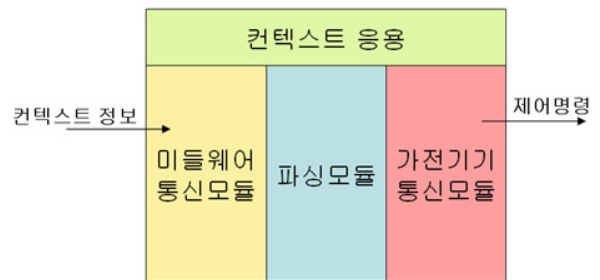 컨텍스트 응용
컨텍스트 정보
제어명령
미들웨어
통신모듈
파싱모듈
가전기기
통신모듈